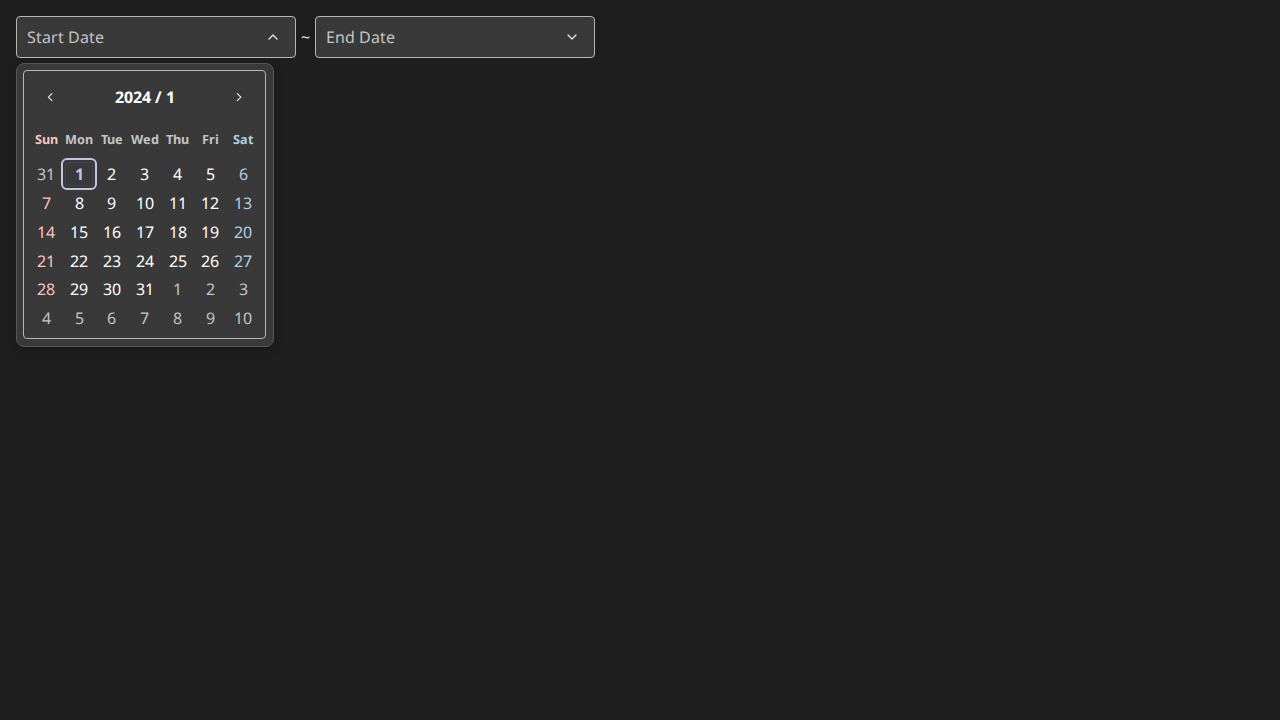 Start Date ~ End Date
2024 / 1
Sun Mon Tue Wed Thu Fri Sat
31 1 2 3 4 5 6
7 8 9 10 11 12 13
14 15 16 17 18 19 20
21 22 23 24 25 26 27
28 29 30 31 1 2 3
4 5 6 7 8 9 10